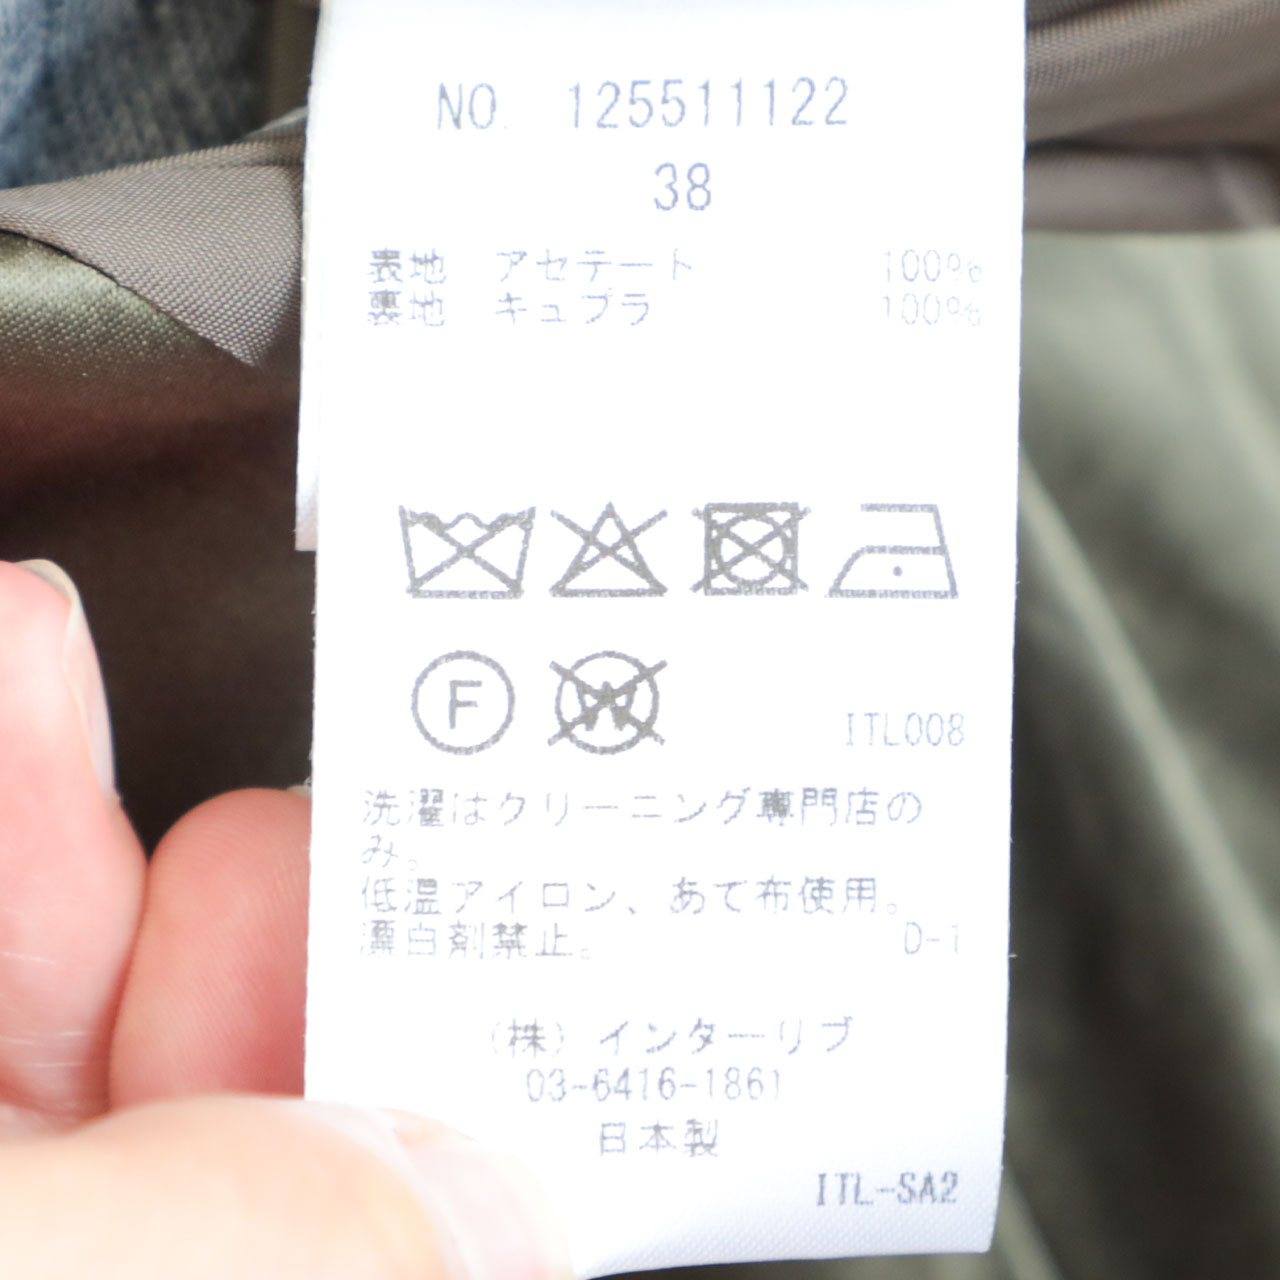 NO. 125511122
38
表地 アセテート 100%
裏地 キュプラ 100%
F
W
ITL008
洗濯はクリーニング専門店の
み。
低温アイロン、あて布使用。
漂白剤禁止。 D-1
(株)インターリブ
03-6416-1861
日本製
ITL-SA2